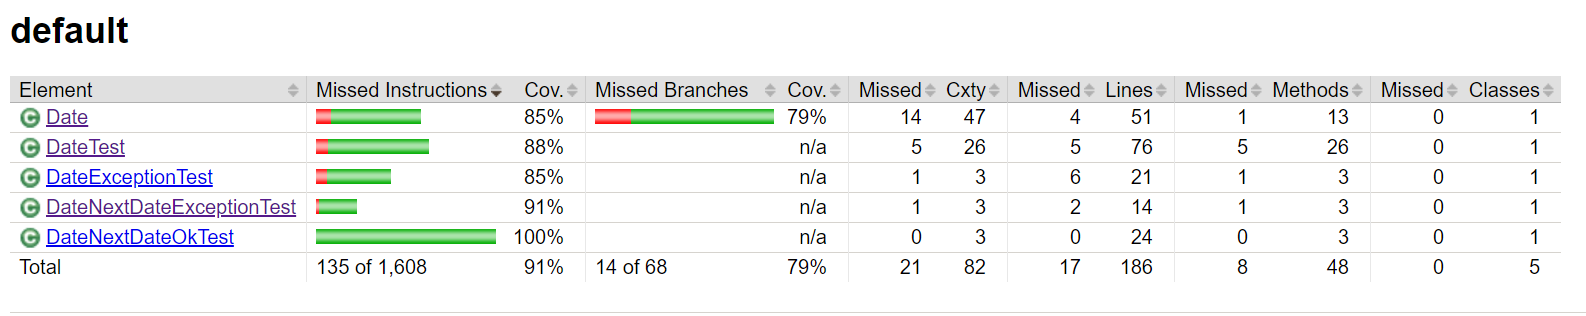 default
Element Missed Instructions Cov. Missed Branches Cov. Missed Cxty Missed Lines Missed Methods Missed Classes
C Date 85% 79% 14 47 4 51 1 13 0 1
C DateTest 88% n/a 5 26 5 76 5 26 0 1
C DateExceptionTest 85% n/a 1 3 6 21 1 3 0 1
C DateNextDateExceptionTest 91% n/a 1 3 2 14 1 3 0 1
C DateNextDateOkTest 100% n/a 0 3 0 24 0 3 0 1
Total 135 of 1,608 91% 14 of 68 79% 21 82 17 186 8 48 0 5